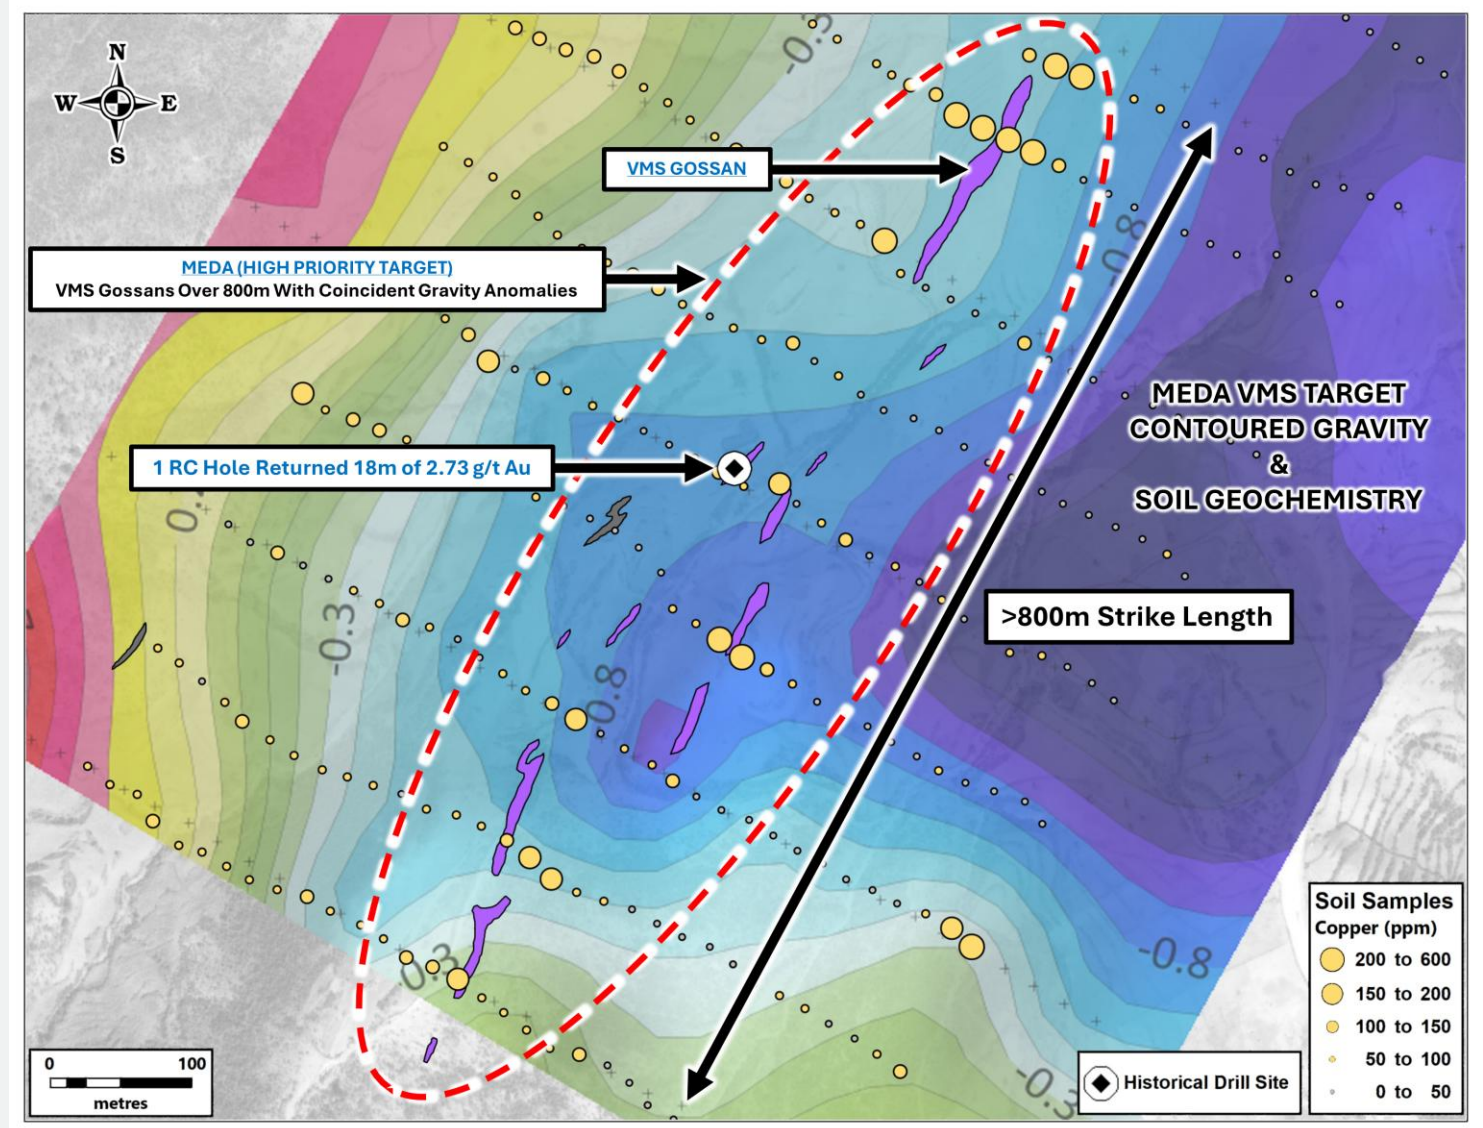 N
W E
S
-0.3
VMS GOSSAN
-0.8
MEDA (HIGH PRIORITY TARGET)
VMS Gossans Over 800m With Coincident Gravity Anomalies
MEDA VMS TARGET
CONTOURED GRAVITY
&
SOIL GEOCHEMISTRY
1 RC Hole Returned 18m of 2.73 g/t Au
-0.3
>800m Strike Length
-0.8
-0.8
0.3
-0.3
Soil Samples
Copper (ppm)
200 to 600
150 to 200
100 to 150
50 to 100
0 to 50
0 100
metres
Historical Drill Site